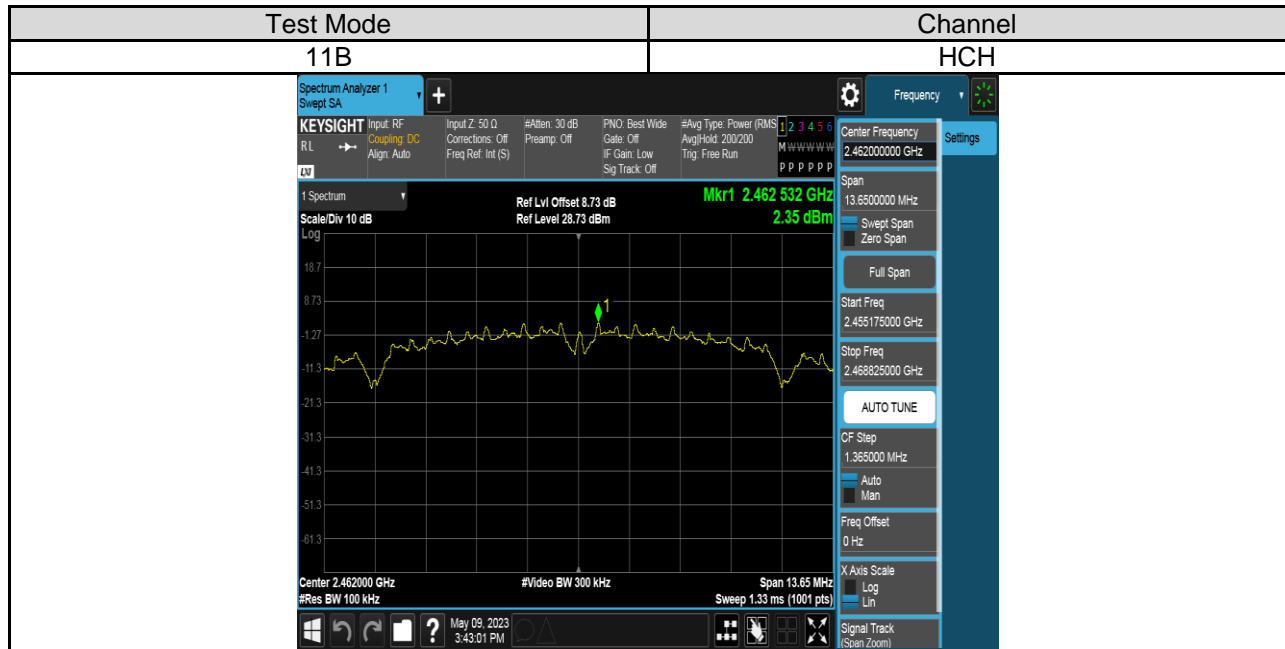 Test Mode Channel
11B HCH
Spectrum Analyzer 1
Swept SA
+
Frequency
KEYSIGHT
RL
LXI
Input: RF
Coupling: DC
Align: Auto
Input Z: 50 Ω
Corrections: Off
Freq Ref: Int (S)
#Atten: 30 dB
Preamp: Off
PNO: Best Wide
Gate: Off
IF Gain: Low
Sig Track: Off
#Avg Type: Power (RMS
Avg|Hold: 200/200
Trig: Free Run
1 2 3 4 5 6
M W W W W W
P P P P P P
1 Spectrum
Scale/Div 10 dB
Log
Ref Lvl Offset 8.73 dB
Ref Level 28.73 dBm
Mkr1 2.462 532 GHz
2.35 dBm
18.7
8.73
-1.27
-11.3
-21.3
-31.3
-41.3
-51.3
-61.3
1
Center 2.462000 GHz
#Res BW 100 kHz
#Video BW 300 kHz
Span 13.65 MHz
Sweep 1.33 ms (1001 pts)
Center Frequency
2.462000000 GHz
Settings
Span
13.6500000 MHz
Swept Span
Zero Span
Full Span
Start Freq
2.455175000 GHz
Stop Freq
2.468825000 GHz
AUTO TUNE
CF Step
1.365000 MHz
Auto
Man
Freq Offset
0 Hz
X Axis Scale
Log
Lin
Signal Track
(Span Zoom)
?
May 09, 2023
3:43:01 PM